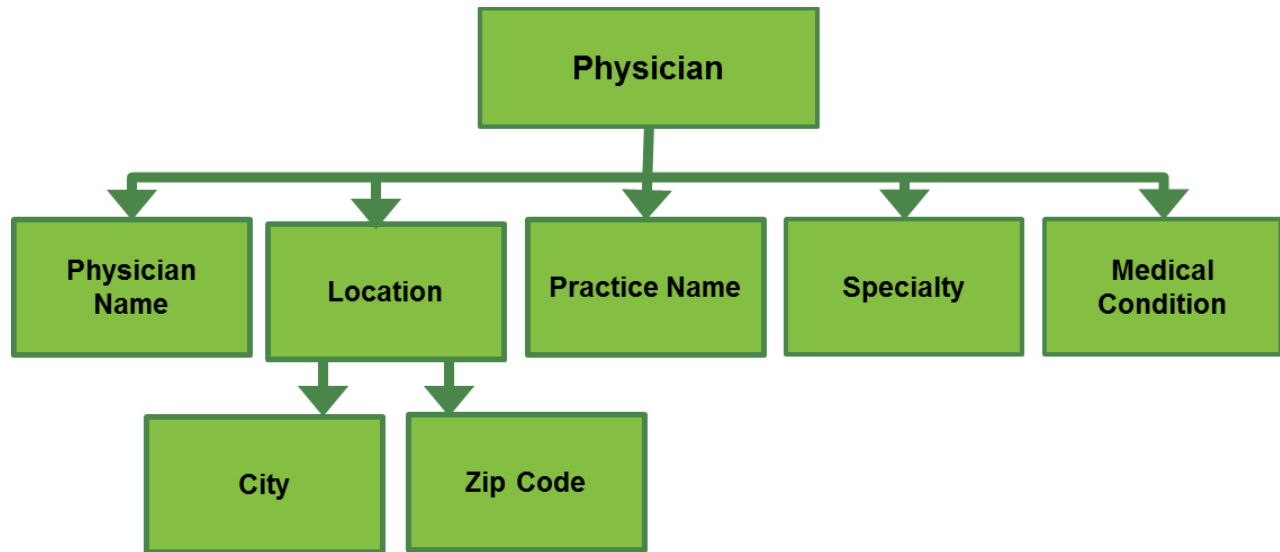 Physician
Physician
Name
Location
Practice Name
Specialty
Medical
Condition
City
Zip Code